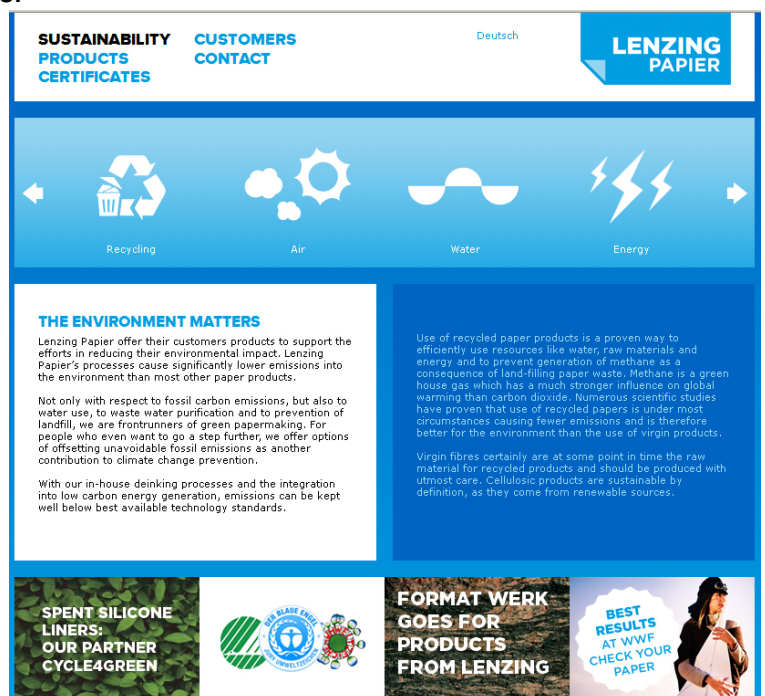 SUSTAINABILITY
PRODUCTS
CERTIFICATES
CUSTOMERS
CONTACT
Deutsch
LENZING
PAPIER
Recycling
Air
Water
Energy
THE ENVIRONMENT MATTERS
Lenzing Papier offer their customers products to support the
efforts in reducing their environmental impact. Lenzing
Papier's processes cause significantly lower emissions into
the environment than most other paper products.
Not only with respect to fossil carbon emissions, but also to
water use, to waste water purification and to prevention of
landfill, we are frontrunners of green papermaking. For
people who even want to go a step further, we offer options
of offsetting unavoidable fossil emissions as another
contribution to climate change prevention.
With our in-house deinking processes and the integration
into low carbon energy generation, emissions can be kept
well below best available technology standards.
Use of recycled paper products is a proven way to
efficiently use resources like water, raw materials and
energy and to prevent generation of methane as a
consequence of land-filling paper waste. Methane is a green
house gas which has a much stronger influence on global
warming than carbon dioxide. Numerous scientific studies
have proven that use of recycled papers is under most
circumstances causing fewer emissions and is therefore
better for the environment than the use of virgin products.
Virgin fibres certainly are at some point in time the raw
material for recycled products and should be produced with
utmost care. Cellulosic products are sustainable by
definition, as they come from renewable sources.
SPENT SILICONE
LINERS:
OUR PARTNER
CYCLE4GREEN
DER BLAUE ENGEL
JURY UMWELTZEICHEN
FORMAT WERK
GOES FOR
PRODUCTS
FROM LENZING
BEST
RESULTS
AT WWF
CHECK YOUR
PAPER